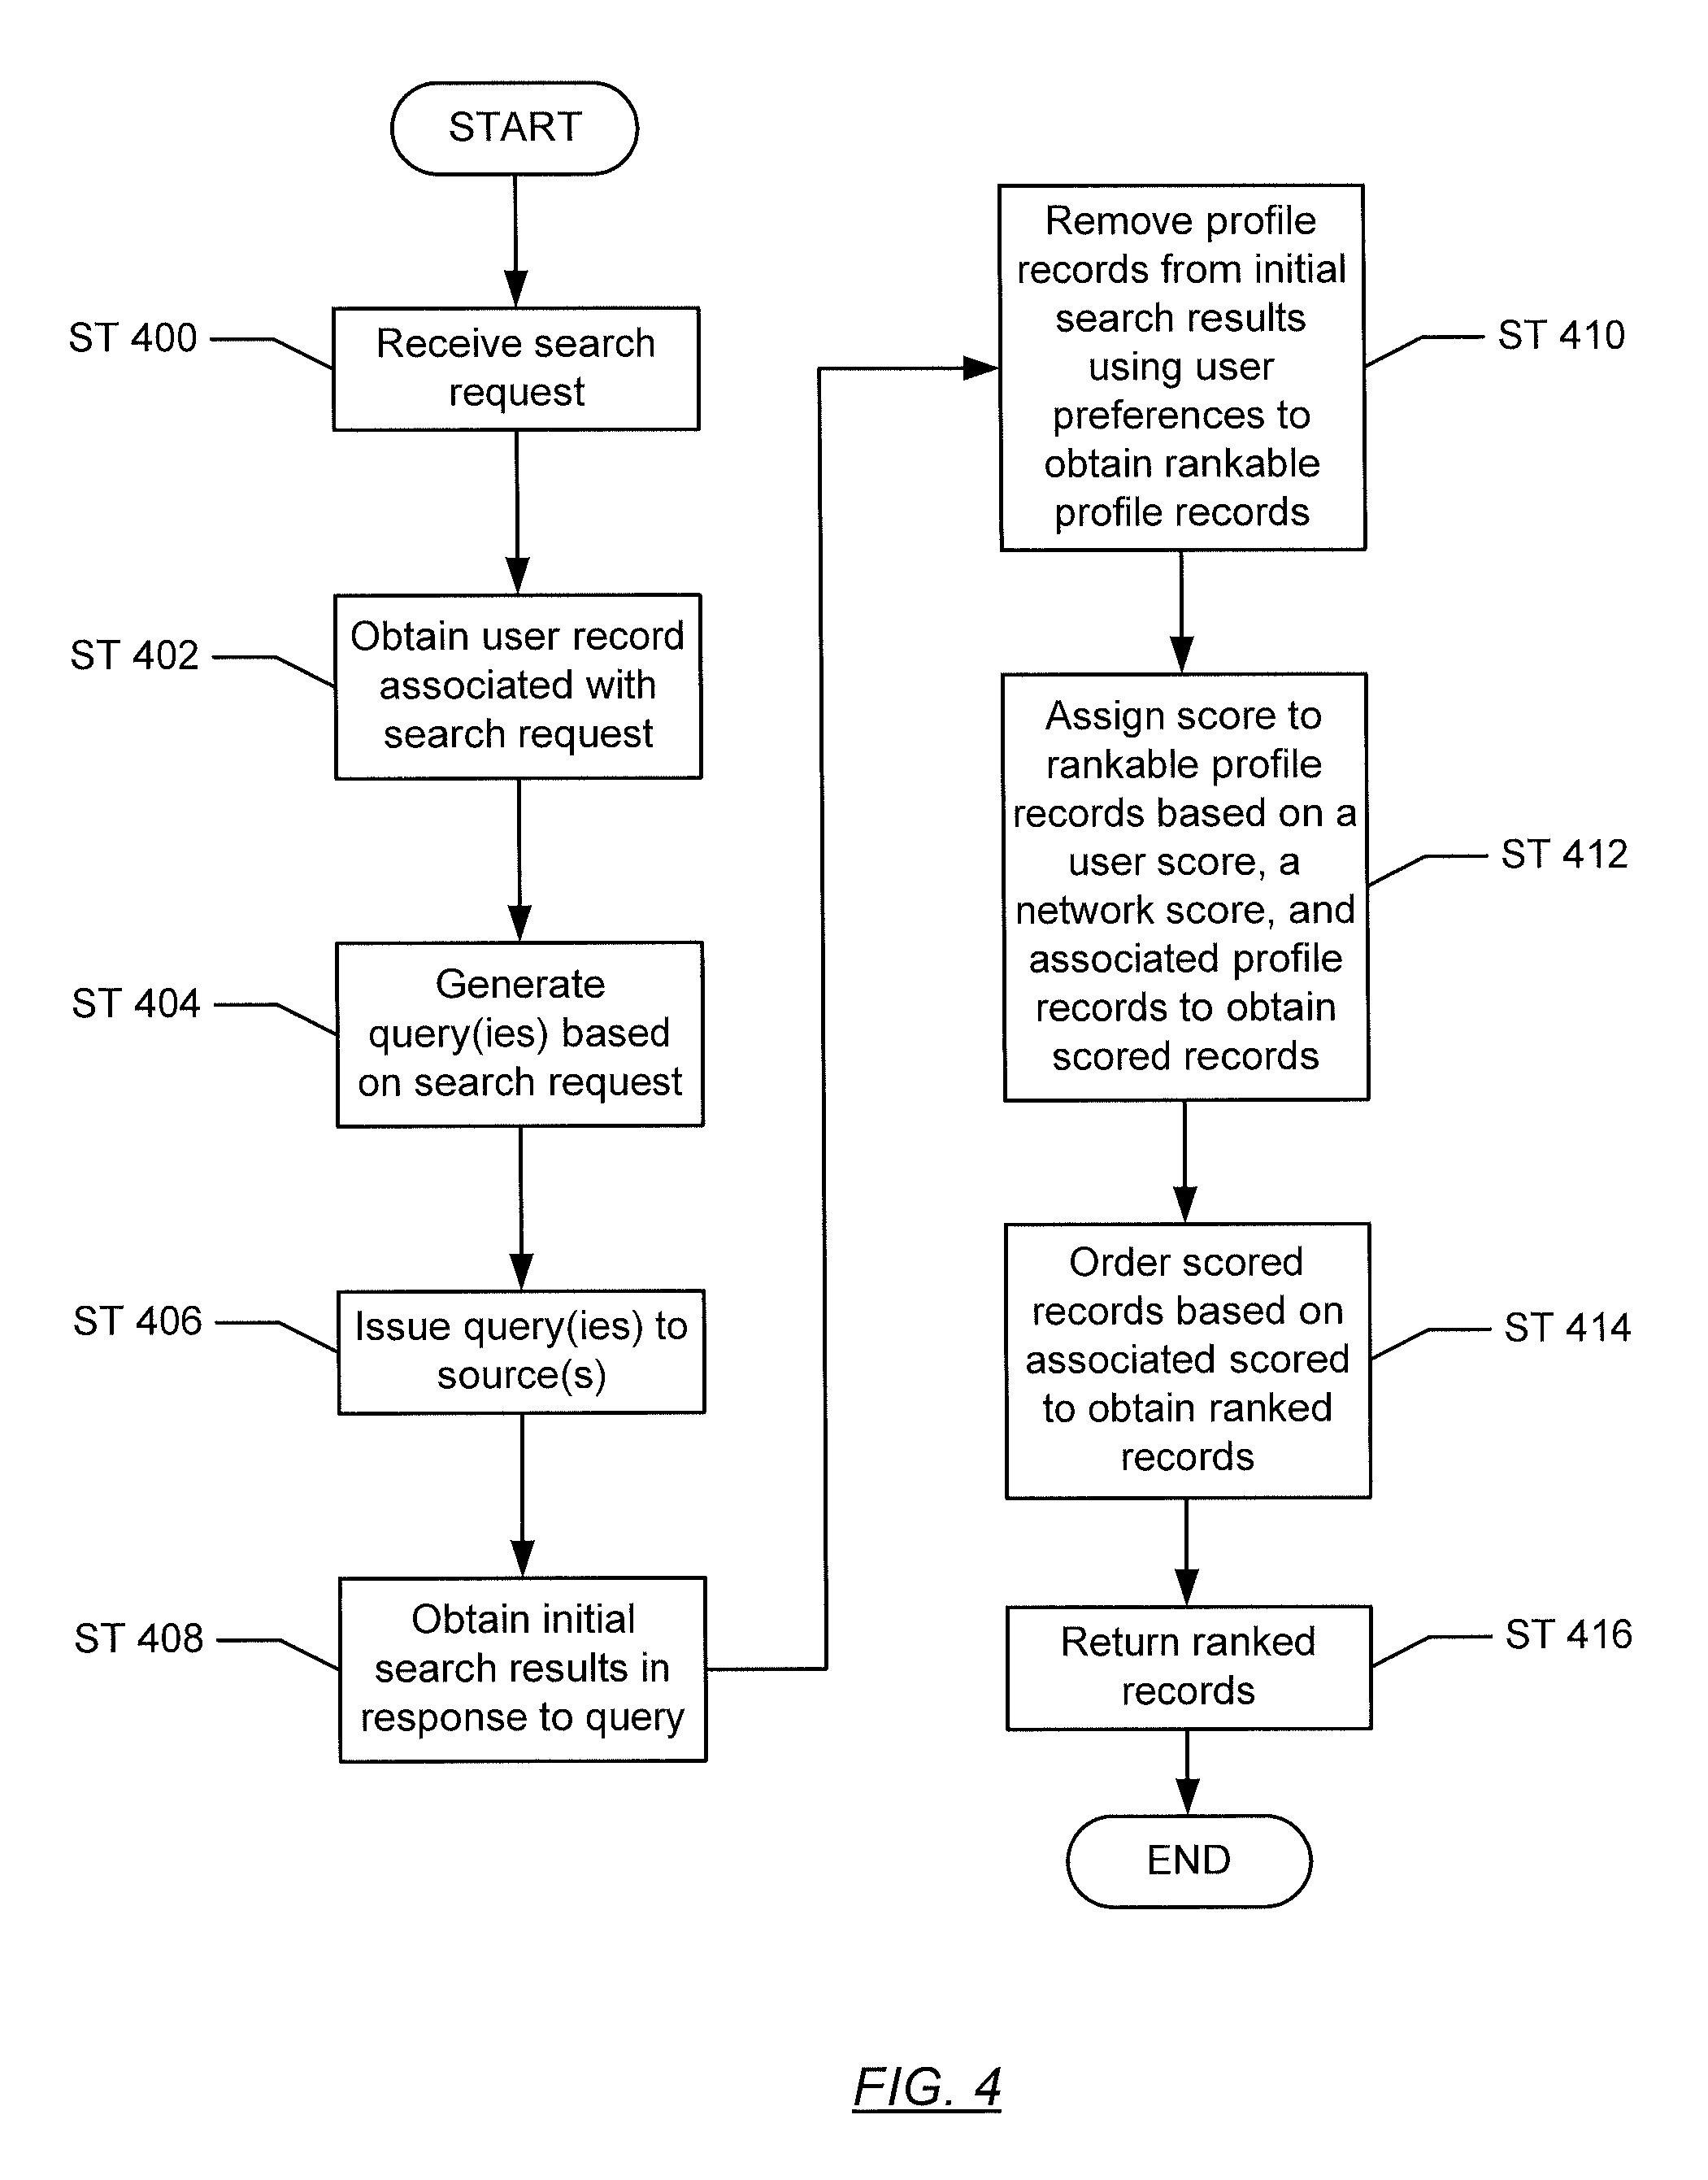 START
ST 400
Receive search
request
ST 402
Obtain user record
associated with
search request
ST 404
Generate
query(ies) based
on search request
ST 406
Issue query(ies) to
source(s)
ST 408
Obtain initial
search results in
response to query
Remove profile
records from initial
search results
using user
preferences to
obtain rankable
profile records
ST 410
Assign score to
rankable profile
records based on a
user score, a
network score, and
associated profile
records to obtain
scored records
ST 412
Order scored
records based on
associated scored
to obtain ranked
records
ST 414
Return ranked
records
ST 416
END
FIG. 4